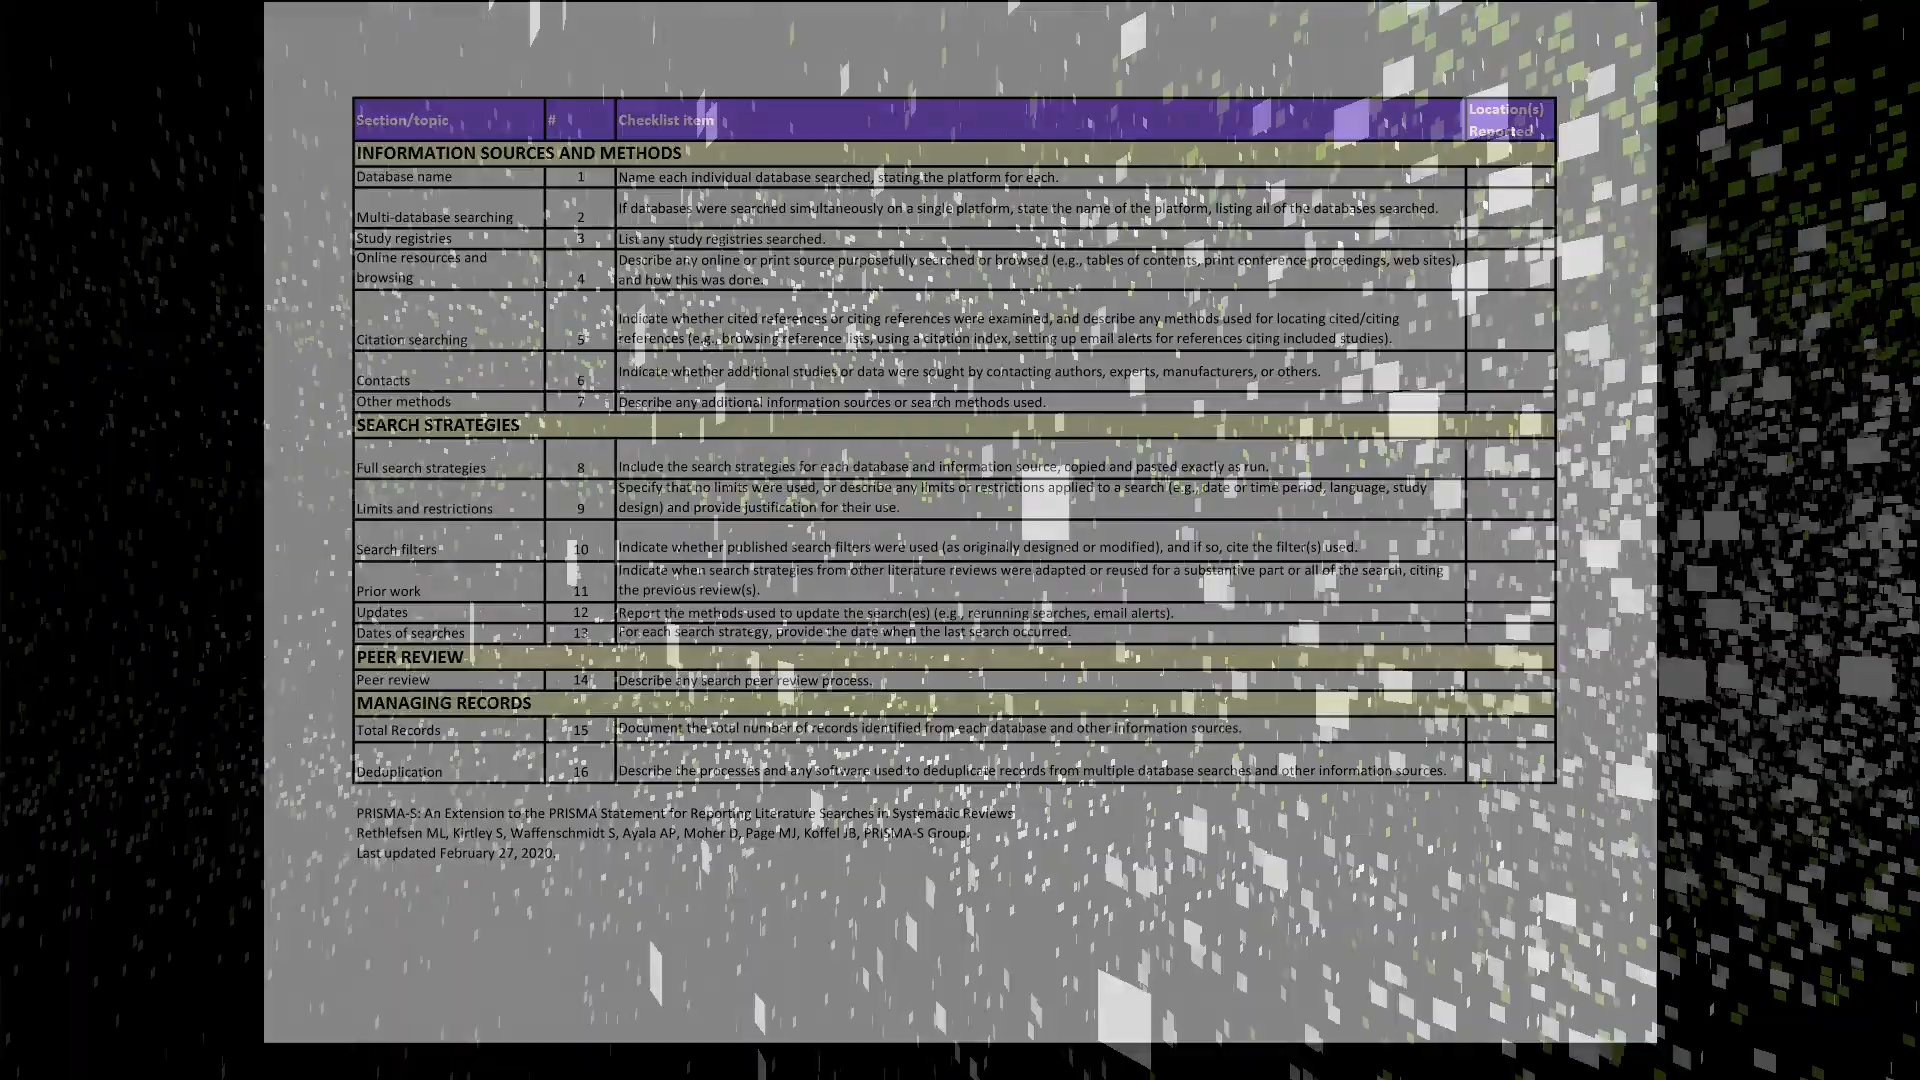 Section/topic # Checklist item Location(s) Reported
INFORMATION SOURCES AND METHODS
Database name 1 Name each individual database searched, stating the platform for each.
Multi-database searching 2 If databases were searched simultaneously on a single platform, state the name of the platform, listing all of the databases searched.
Study registries 3 List any study registries searched.
Online resources and browsing 4 Describe any online or print source purposefully searched or browsed (e.g., tables of contents, print conference proceedings, web sites),
and how this was done.
Citation searching 5 Indicate whether cited references or citing references were examined, and describe any methods used for locating cited/citing
references (e.g., browsing reference lists, using a citation index, setting up email alerts for references citing included studies).
Contacts 6 Indicate whether additional studies or data were sought by contacting authors, experts, manufacturers, or others.
Other methods 7 Describe any additional information sources or search methods used.
SEARCH STRATEGIES
Full search strategies 8 Include the search strategies for each database and information source, copied and pasted exactly as run.
Limits and restrictions 9 Specify that no limits were used, or describe any limits or restrictions applied to a search (e.g., date or time period, language, study
design) and provide justification for their use.
Search filters 10 Indicate whether published search filters were used (as originally designed or modified), and if so, cite the filter(s) used.
Prior work 11 Indicate when search strategies from other literature reviews were adapted or reused for a substantive part or all of the search, citing
the previous review(s).
Updates 12 Report the methods used to update the search(es) (e.g., rerunning searches, email alerts).
Dates of searches 13 For each search strategy, provide the date when the last search occurred.
PEER REVIEW
Peer review 14 Describe any search peer review process.
MANAGING RECORDS
Total Records 15 Document the total number of records identified from each database and other information sources.
Deduplication 16 Describe the processes and any software used to deduplicate records from multiple database searches and other information sources.
PRISMA-S: An Extension to the PRISMA Statement for Reporting Literature Searches in Systematic Reviews
Rethlefsen ML, Kirtley S, Waffenschmidt S, Ayala AP, Moher D, Page MJ, Koffel JB, PRISMA-S Group.
Last updated February 27, 2020.